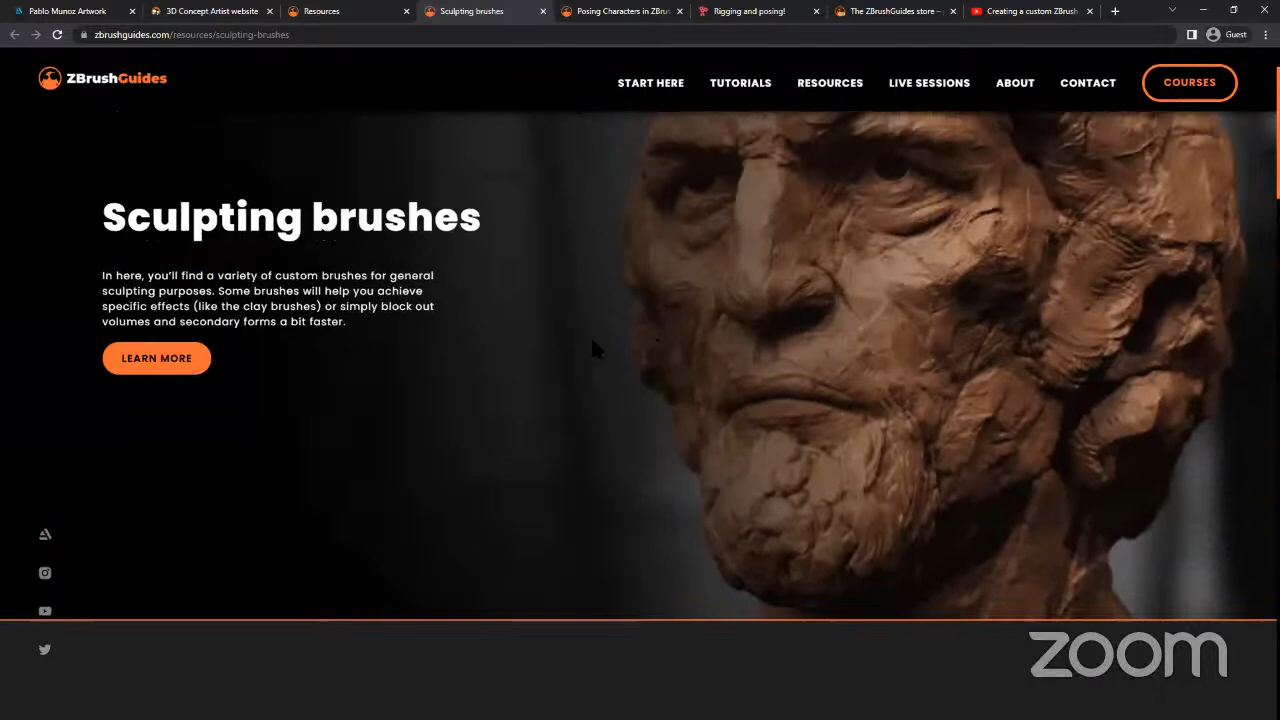 Pablo Munoz Artwork
3D Concept Artist website
Resources
Sculpting brushes
Posing Characters in ZBrus
Rigging and posing!
The ZBrushGuides store –
Creating a custom ZBrush
zbrushguides.com/resources/sculpting-brushes
Guest
ZBrushGuides
START HERE
TUTORIALS
RESOURCES
LIVE SESSIONS
ABOUT
CONTACT
COURSES
Sculpting brushes
In here, you'll find a variety of custom brushes for general
sculpting purposes. Some brushes will help you achieve
specific effects (like the clay brushes) or simply block out
volumes and secondary forms a bit faster.
LEARN MORE
zoom